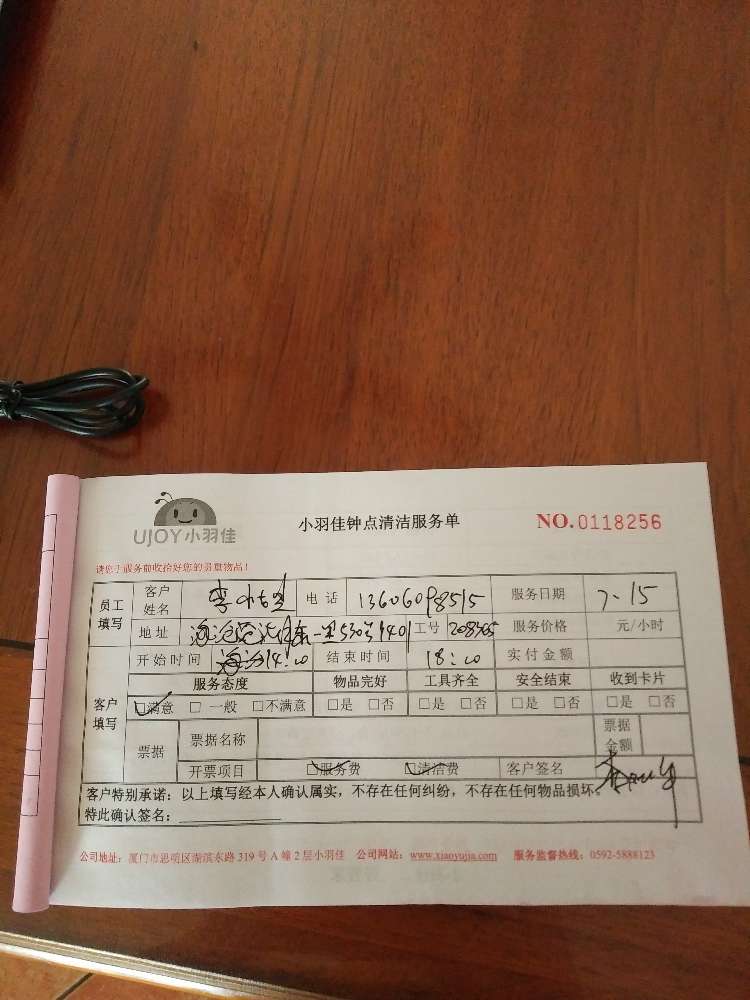 UJOY小羽佳
小羽佳钟点清洁服务单
NO.0118256
请您于服务前收拾好您的贵重物品！
员工填写 客户姓名 李 电话 13606098515 服务日期 7.15
地址 工号 208365 服务价格 元/小时
客户填写 开始时间 14:00 结束时间 18:00 实付金额
服务态度 物品完好 工具齐全 安全结束 收到卡片
□满意 □一般 □不满意 □是 □否 □是 □否 □是 □否 □是 □否
票据 票据名称 票据金额
开票项目 □服务费 □清洁费 客户签名
客户特别承诺：以上填写经本人确认属实，不存在任何纠纷，不存在任何物品损坏。
特此确认签名：
公司地址：厦门市思明区湖滨东路319号A幢2层小羽佳 公司网站：www.xiaoyujia.com 服务监督热线：0592-5888123